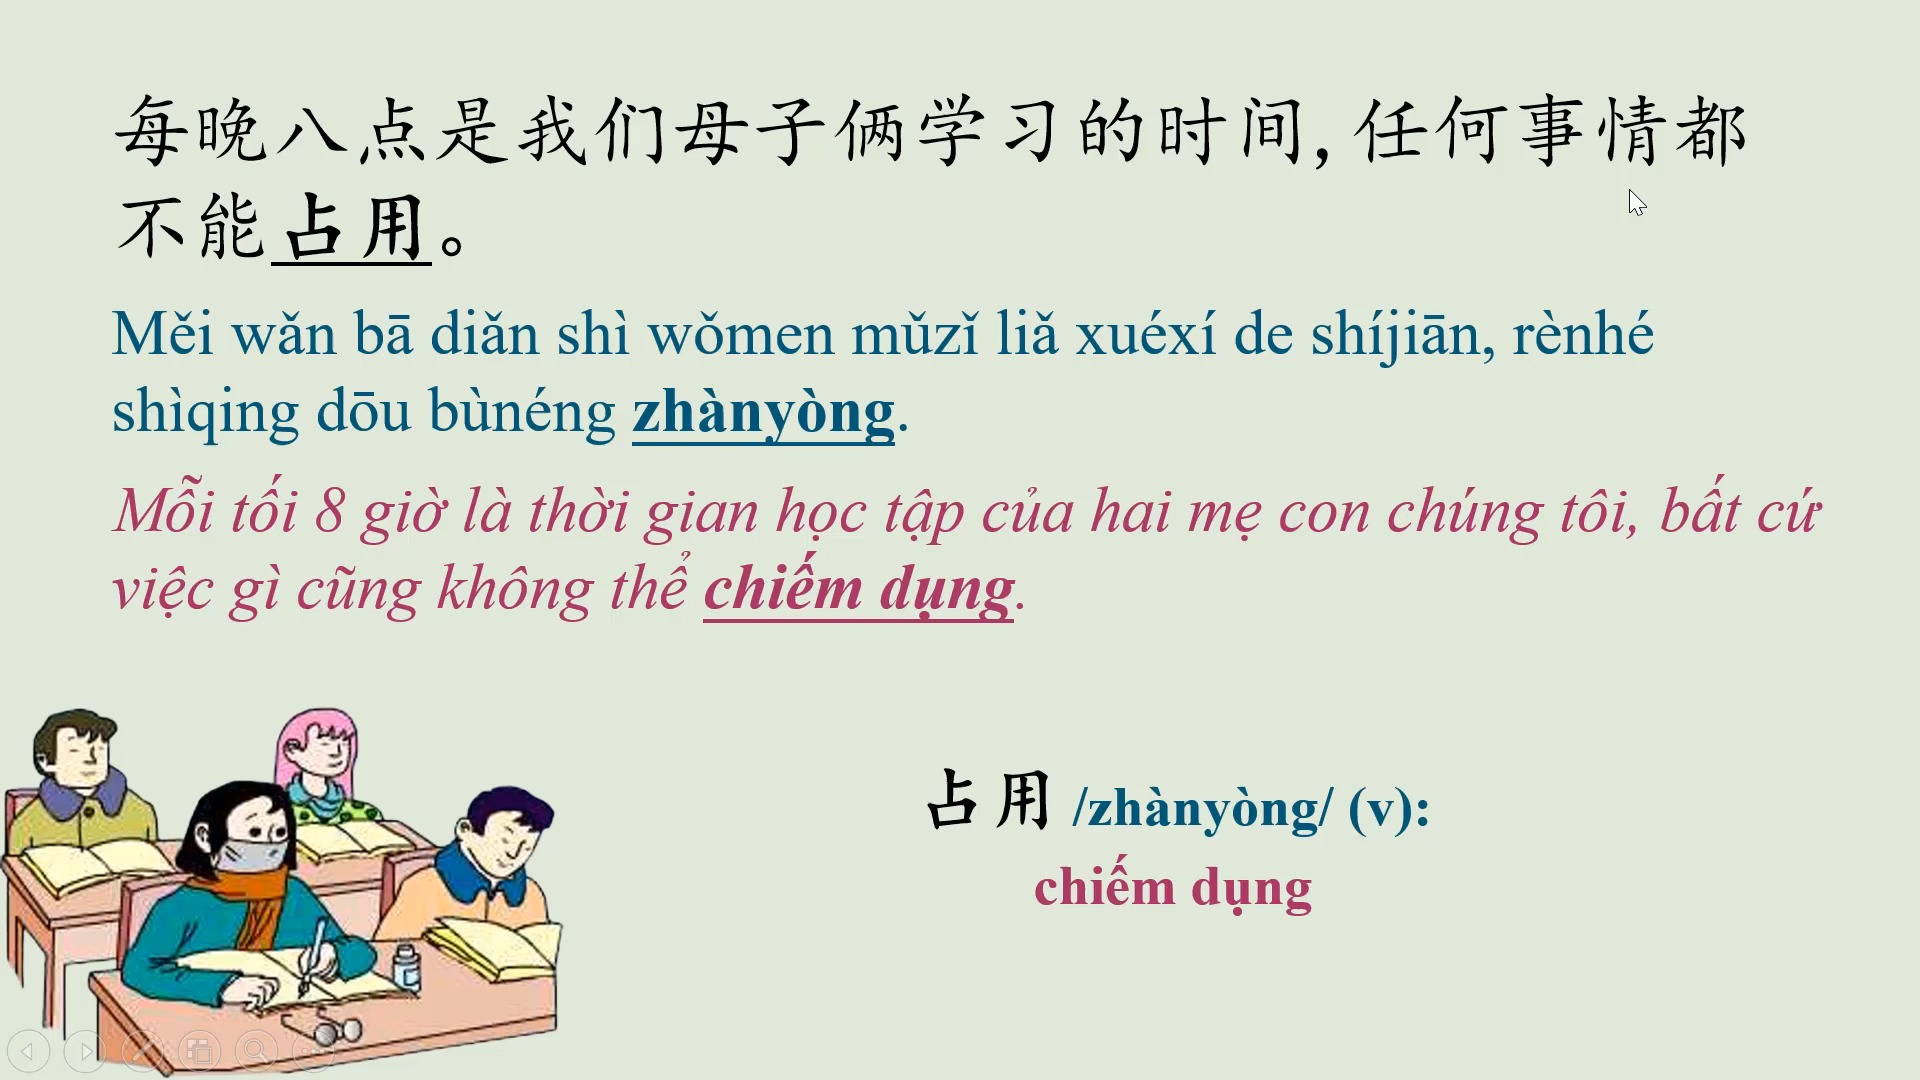 每晚八点是我们母子俩学习的时间, 任何事情都
不能占用。
Měi wǎn bā diǎn shì wǒmen mǔzǐ liǎ xuéxí de shíjiān, rènhé
shìqing dōu bùnéng zhànyòng.
Mỗi tối 8 giờ là thời gian học tập của hai mẹ con chúng tôi, bất cứ
việc gì cũng không thể chiếm dụng.
占用 /zhànyòng/ (v):
chiếm dụng